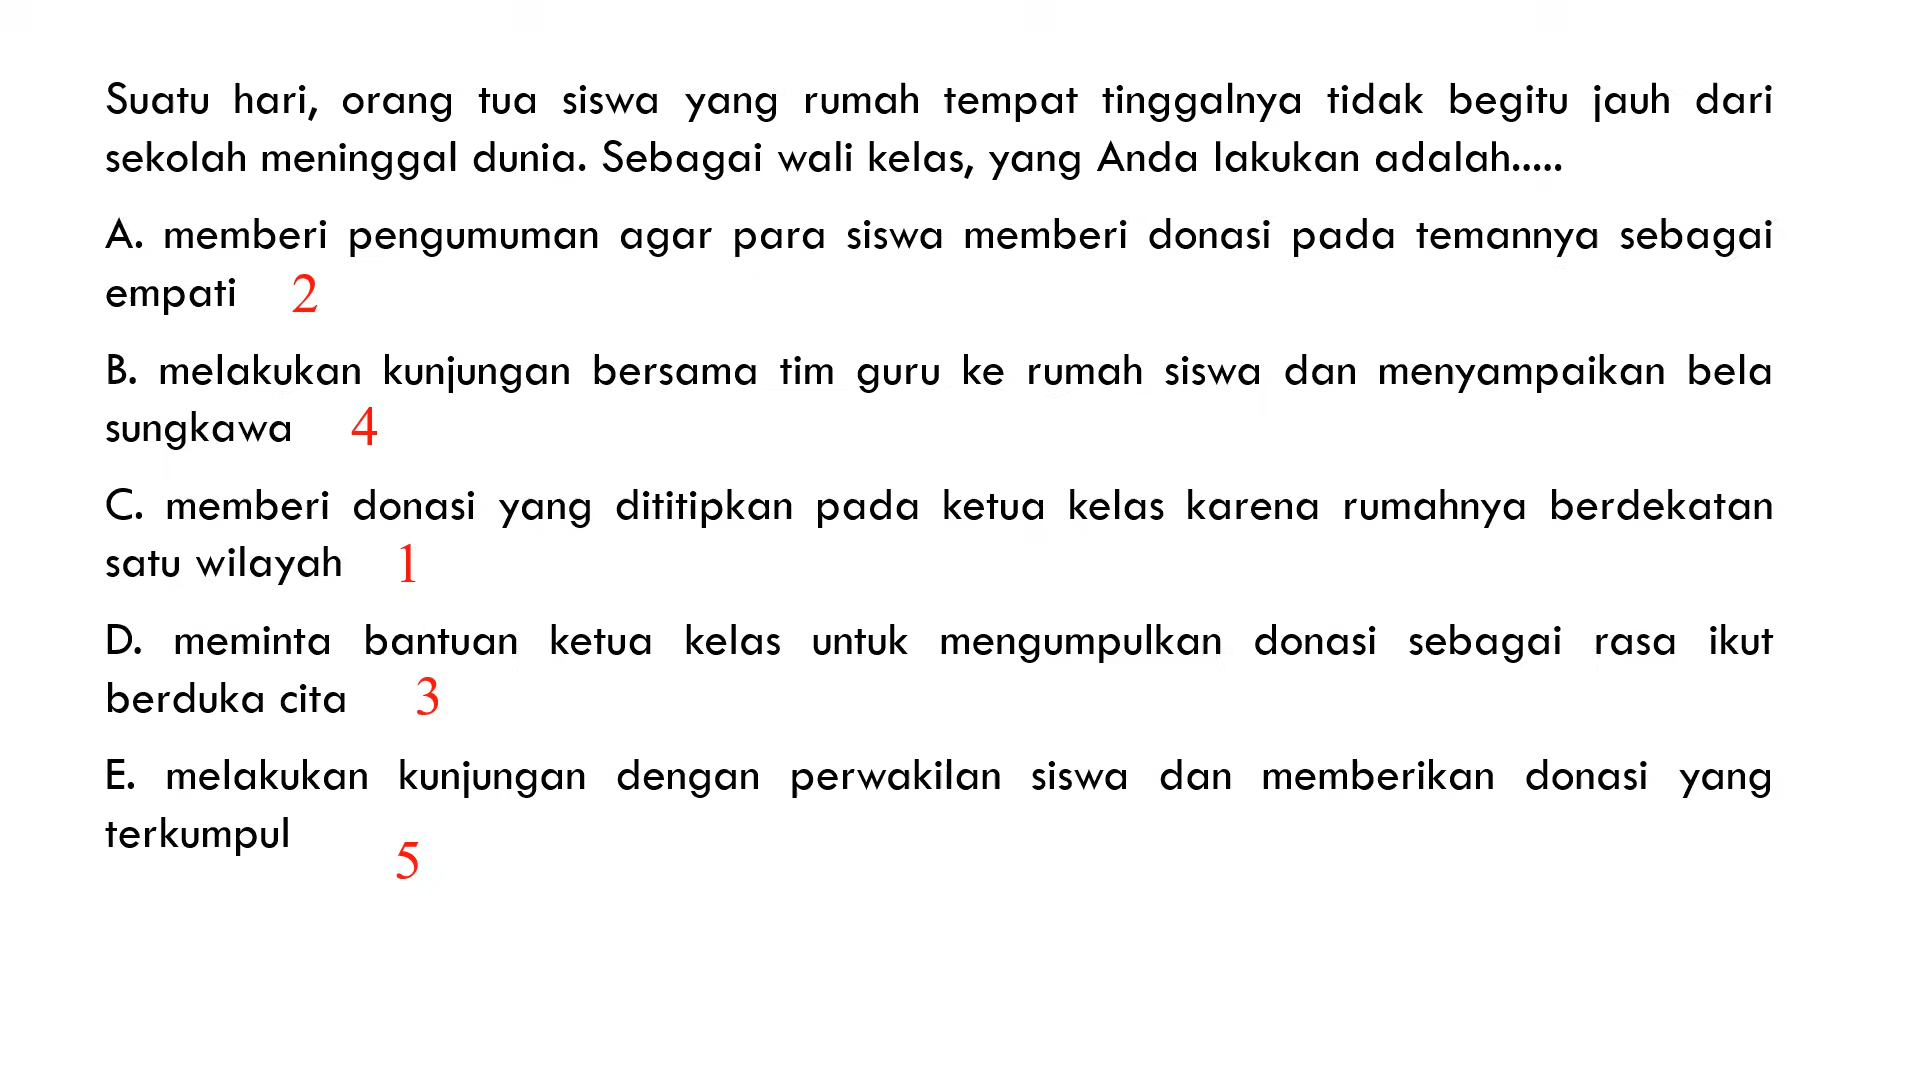 Suatu hari, orang tua siswa yang rumah tempat tinggalnya tidak begitu jauh dari
sekolah meninggal dunia. Sebagai wali kelas, yang Anda lakukan adalah.....
A. memberi pengumuman agar para siswa memberi donasi pada temannya sebagai
empati 2
B. melakukan kunjungan bersama tim guru ke rumah siswa dan menyampaikan bela
sungkawa 4
C. memberi donasi yang dititipkan pada ketua kelas karena rumahnya berdekatan
satu wilayah 1
D. meminta bantuan ketua kelas untuk mengumpulkan donasi sebagai rasa ikut
berduka cita 3
E. melakukan kunjungan dengan perwakilan siswa dan memberikan donasi yang
terkumpul
5